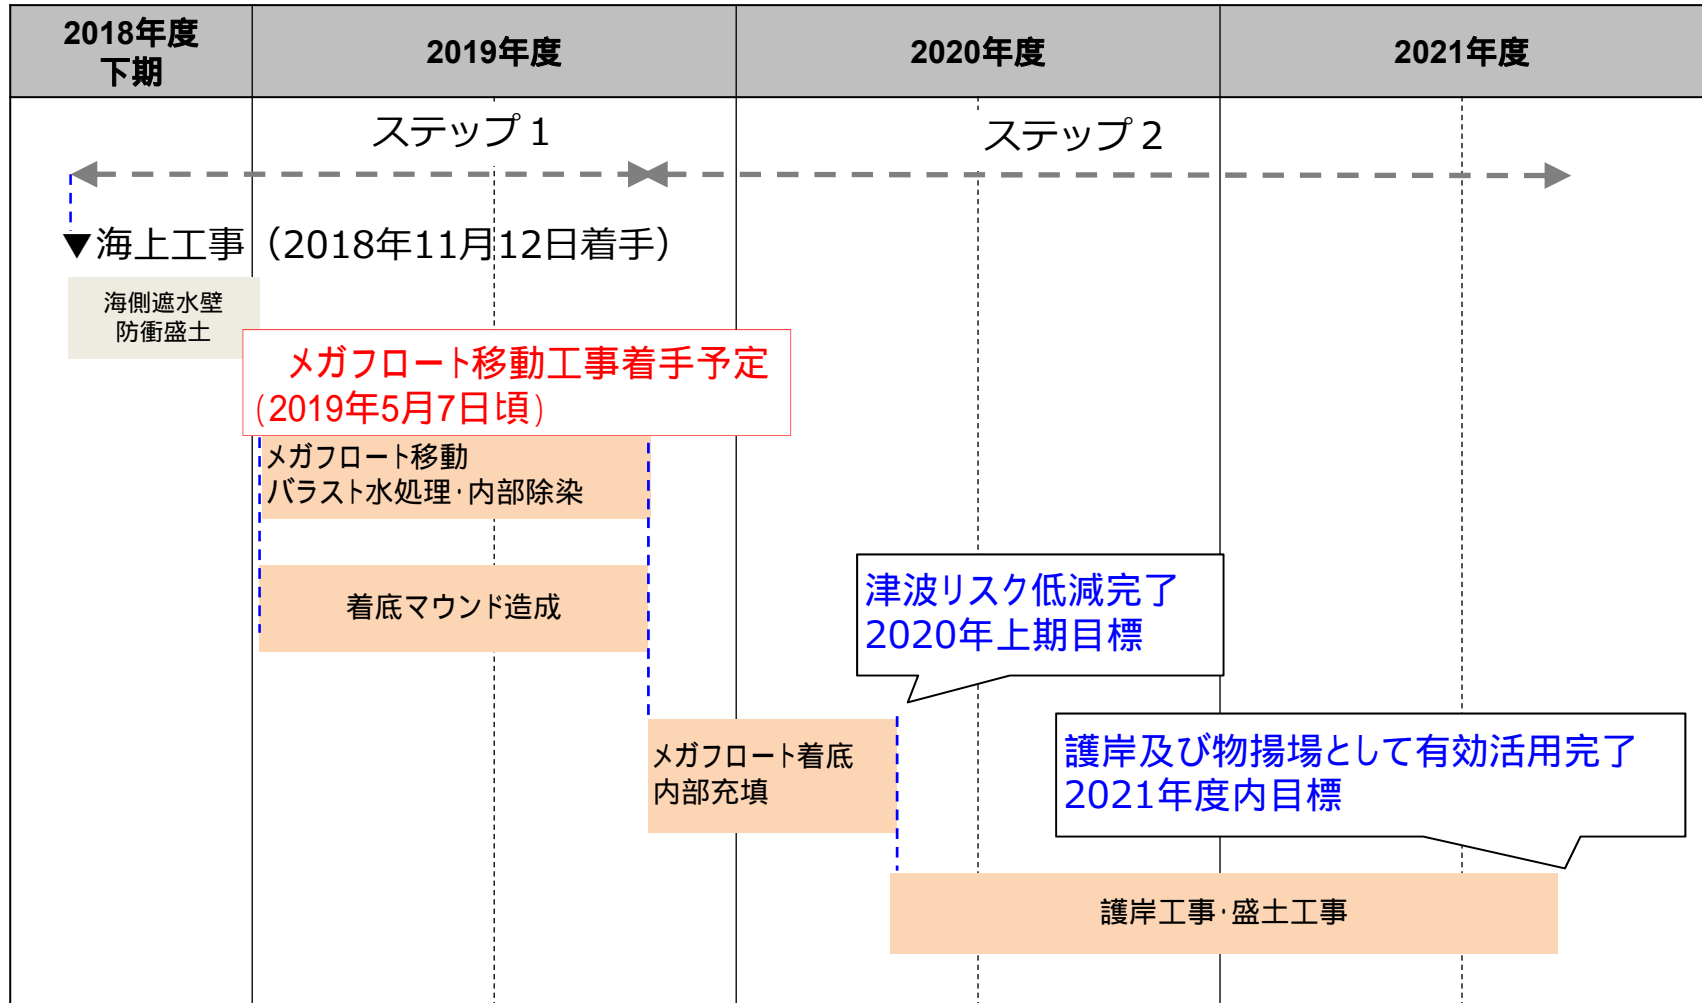 2018年度
下期
2019年度
2020年度
2021年度
ステップ1
ステップ2
▼海上工事（2018年11月12日着手）
海側遮水壁
防衝盛土
メガフロート移動工事着手予定
(2019年5月7日頃)
メガフロート移動
バラスト水処理・内部除染
着底マウンド造成
津波リスク低減完了
2020年上期目標
メガフロート着底
内部充填
護岸及び物揚場として有効活用完了
2021年度内目標
護岸工事・盛土工事